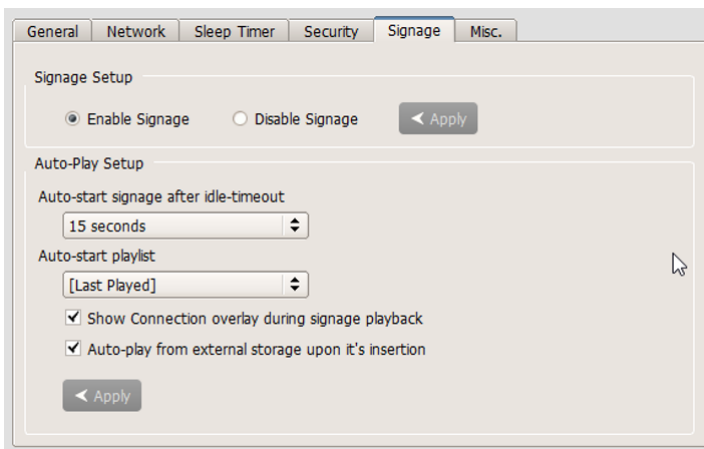 General Network Sleep Timer Security Signage Misc.
Signage Setup
Enable Signage Disable Signage Apply
Auto-Play Setup
Auto-start signage after idle-timeout
15 seconds
Auto-start playlist
[Last Played]
Show Connection overlay during signage playback
Auto-play from external storage upon it's insertion
Apply